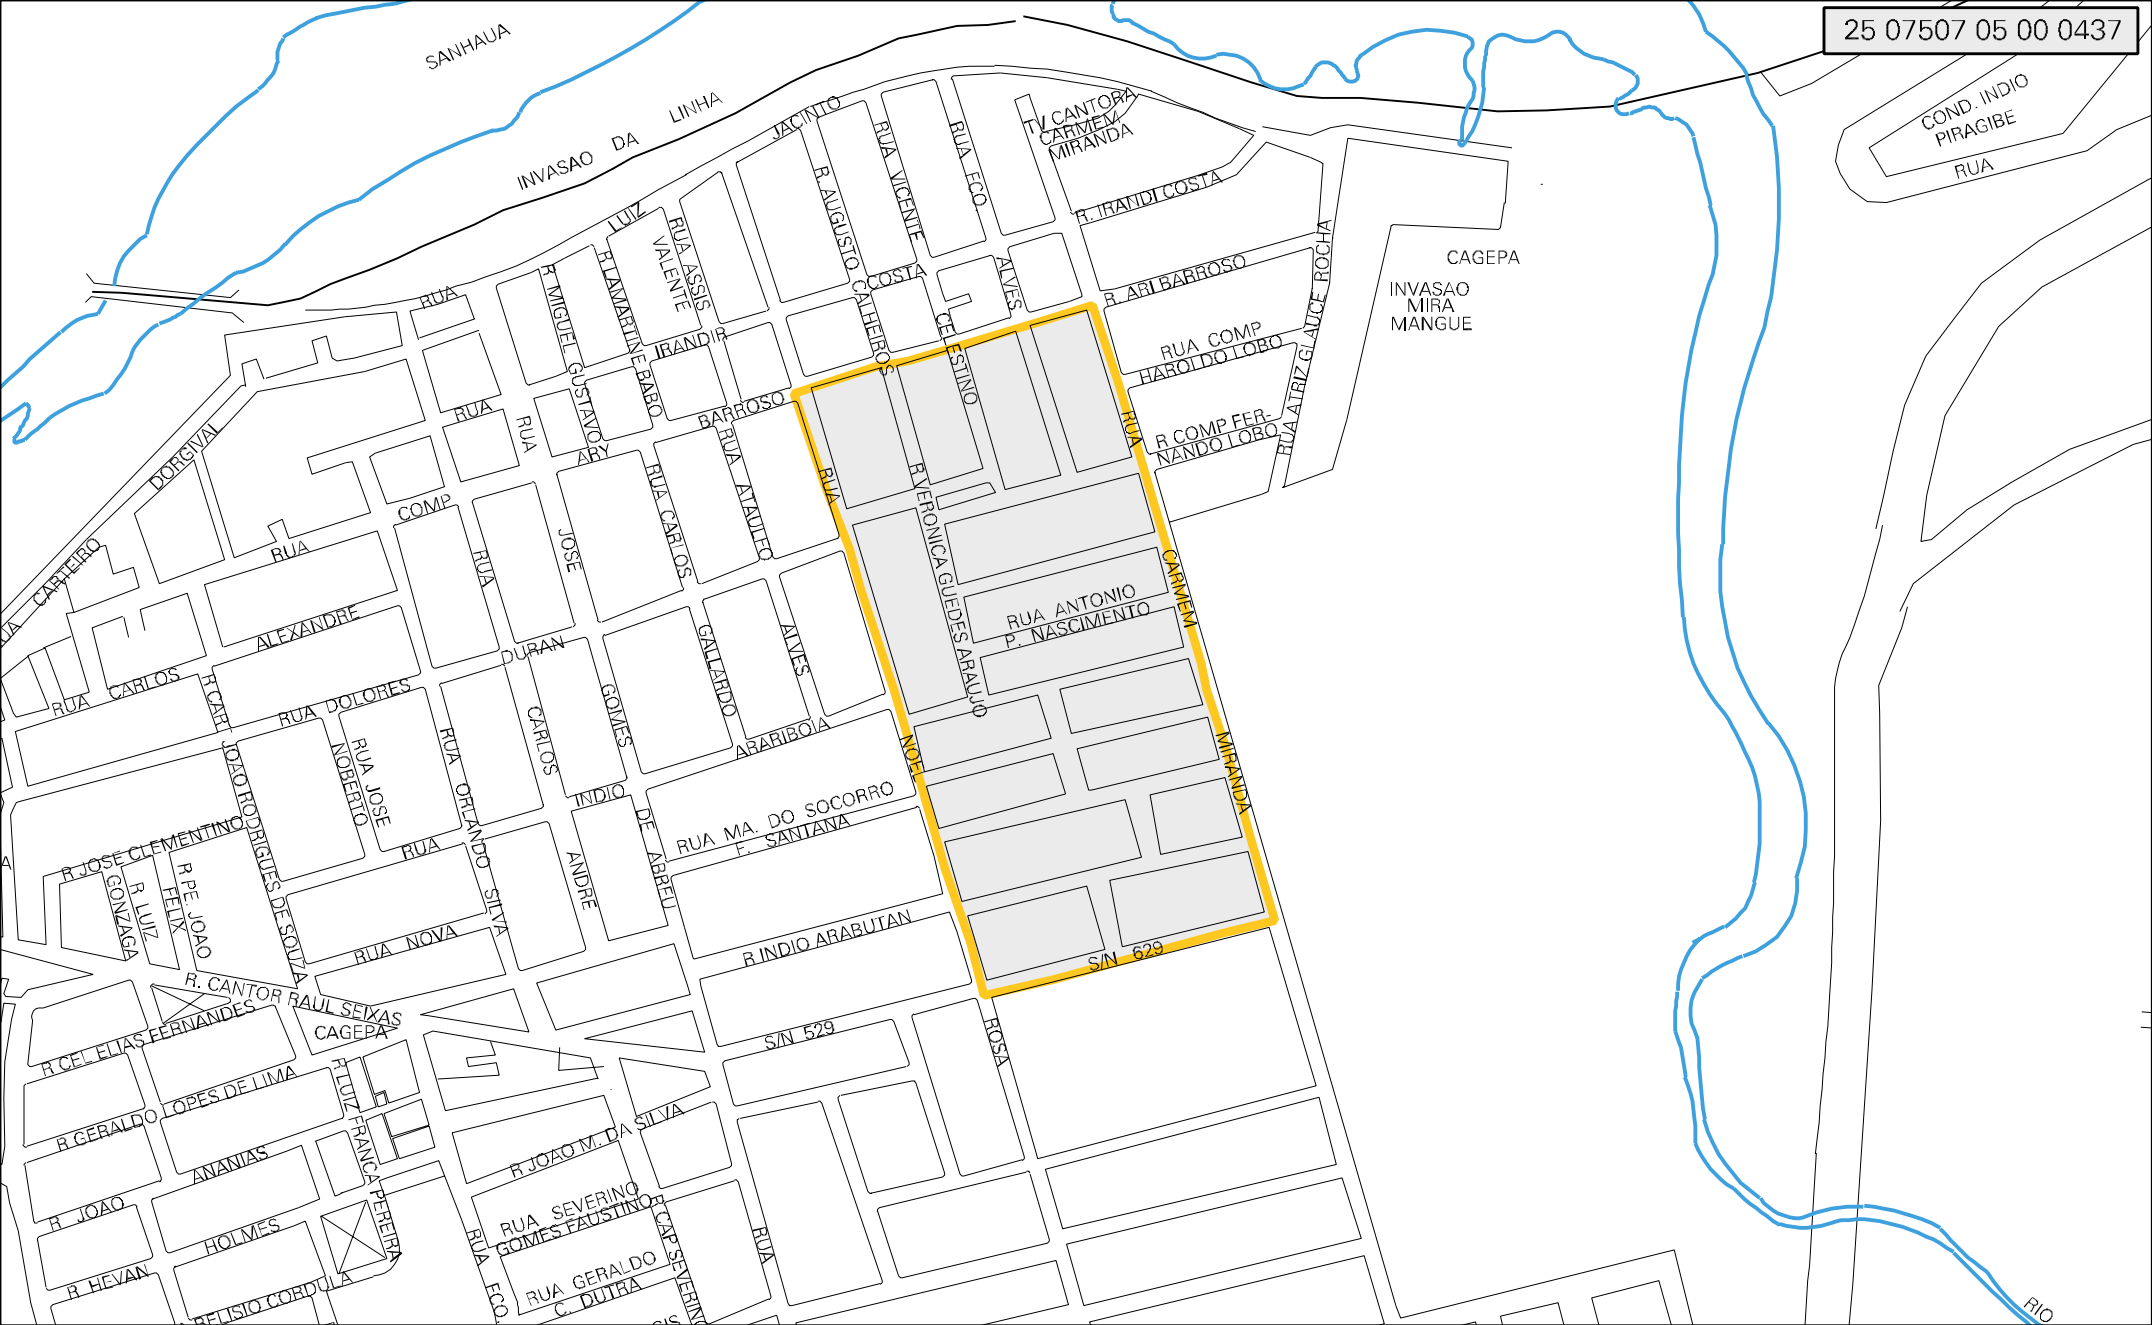 25 07507 05 00 0437
SANHAUA
INVASAO DA LINHA
COND. INDIO
PIRAGIBE
RUA
TV CANTORA
CARMEM
MIRANDA
R. IRANDI COSTA
R. ARI BARROSO
RUA COMP
HAROLDO LOBO
R COMP FER-
NANDO LOBO
RUA ATRIZ GLAUCE ROCHA
CAGEPA
INVASAO
MIRA
MANGUE
RUA LUIZ JACINTO
RUA VICENTE
COSTA
RUA FCO.
ALVES
CELESTINO
R. AUGUSTO CALHEIROS
RUA ASSIS
VALENTE
R LAMARTINE BABO
R MIGUEL GUSTAVO
IRANDIR
RUA
ARY
BARROSO
RUA
RUA ATAULFO
ALVES
RUA CARLOS
GALLARDO
RUA
JOSE
GOMES
DE ABREU
RUA
CARLOS
ANDRE
RUA CARTEIRO DORGIVAL
RUA
COMP
RUA
ALEXANDRE
DURAN
RUA CARLOS
RUA DOLORES
RUA
R VERONICA GUEDES ARAUJO
RUA ANTONIO
P. NASCIMENTO
RUA
CARMEM
MIRANDA
NOEL
ROSA
S/N 629
INDIO
ARARIBOIA
RUA MA. DO SOCORRO
F. SANTANA
R INDIO ARABUTAN
S/N 529
R CAR
JOAO RODRIGUES DE SOUZA
RUA JOSE
NOBERTO
RUA ORLANDO SILVA
R JOSE CLEMENTINO
R LUIZ
GONZAGA
R PE. JOAO
FELIX
RUA NOVA
R. CANTOR RAUL SEIXAS
CAGEPA
R CEL ELIAS FERNANDES
R GERALDO LOPES DE LIMA
R LUIZ FRANCA PEREIRA
ANANIAS
R JOAO
HOLMES
R HEVAN
BELISIO CORDULA
R JOAO M. DA SILVA
RUA SEVERINO
GOMES FAUSTINO
RUA GERALDO
C. DUTRA
RUA FCO.
R CAP SEVERINO
RUA
RIO